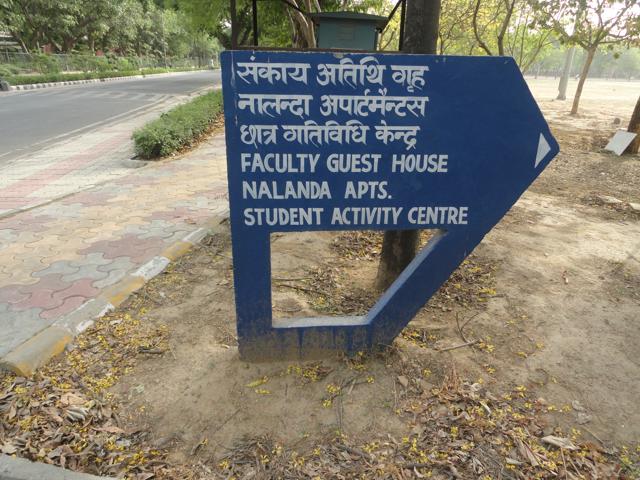 संकाय अतिथि गृह
नालन्दा अपार्टमैन्टस
छात्र गतिविधि केन्द्र
FACULTY GUEST HOUSE
NALANDA APTS.
STUDENT ACTIVITY CENTRE